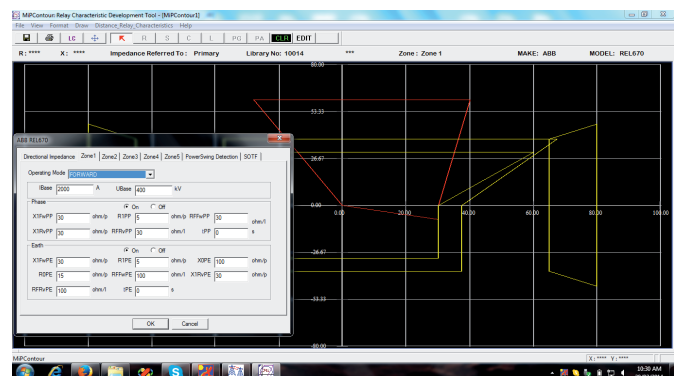 MiPContour: Relay Characteristic Development Tool - [MiPContour1]
File View Format Draw Distance_Relay_Characteristics Help
LC R H S C L PG PA CLR EDIT
R : **** X : **** Impedance Referred To : Primary Library No: 10014 *** Zone : Zone 1 MAKE: ABB MODEL: REL670
80.00
53.33
26.67
0.00
0.00 20.00 40.00 60.00 80.00 100.00
-26.67
-53.33
-80.00
ABB REL670
Directional Impedance Zone1 Zone2 Zone3 Zone4 Zone5 PowerSwing Detection SOTF
Operating Mode FORWARD
IBase 2000 A UBase 400 kV
Phase
On Off
X1FwPP 30 ohm/p R1PP 5 ohm/p RFFwPP 30 ohm/l
X1RvPP 30 ohm/p RFRvPP 30 ohm/l tPP 0 s
Earth
On Off
X1FwPE 30 ohm/p R1PE 5 ohm/p X0PE 100 ohm/p
R0PE 15 ohm/p RFFwPE 100 ohm/l X1RvPE 30 ohm/p
RFRvPE 100 ohm/l tPE 0 s
OK Cancel
MiPContour
X : **** Y : ****
10:30 AM